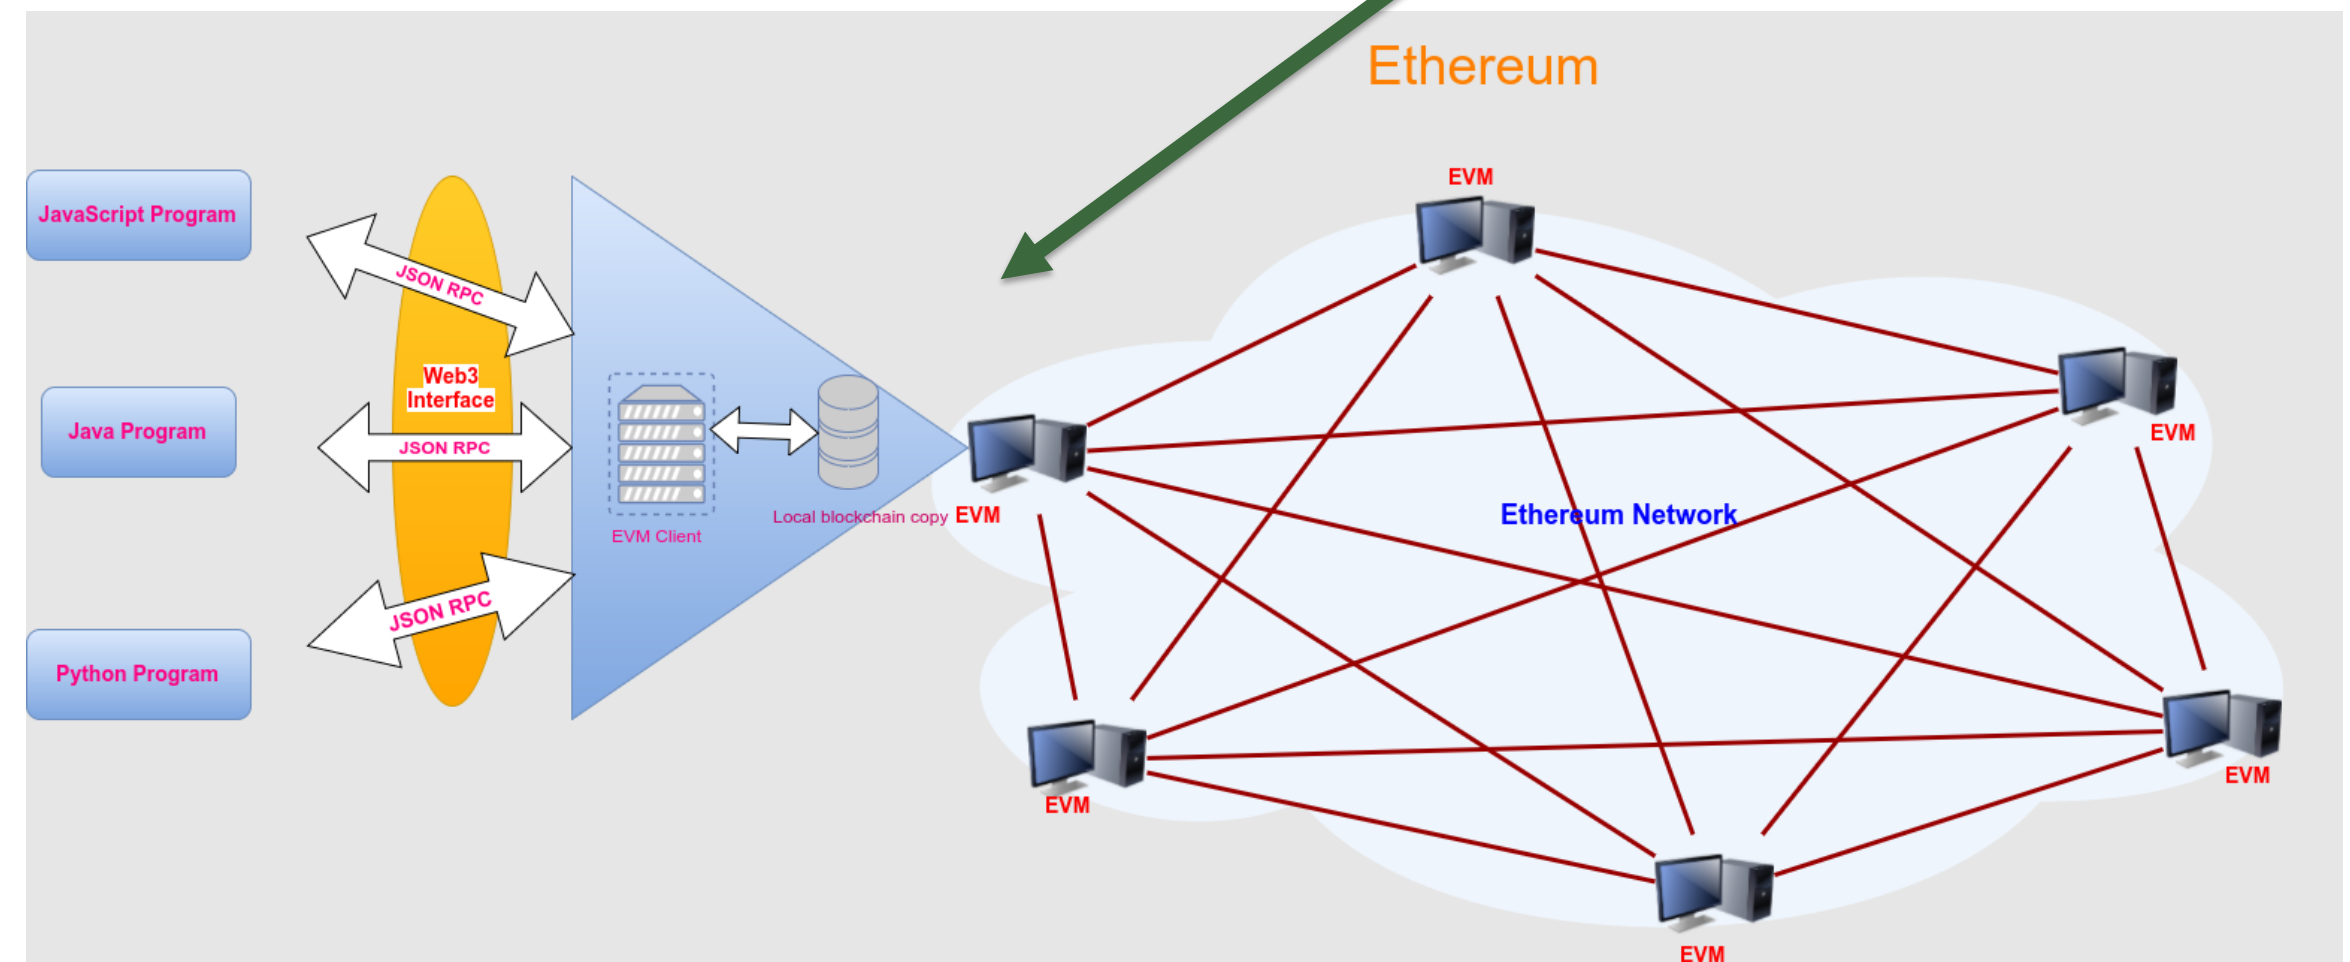 Ethereum
EVM
JavaScript Program
JSON RPC
Web3
Interface
Java Program
JSON RPC
EVM
Local blockchain copy
EVM
Ethereum Network
EVM Client
JSON RPC
Python Program
EVM
EVM
EVM